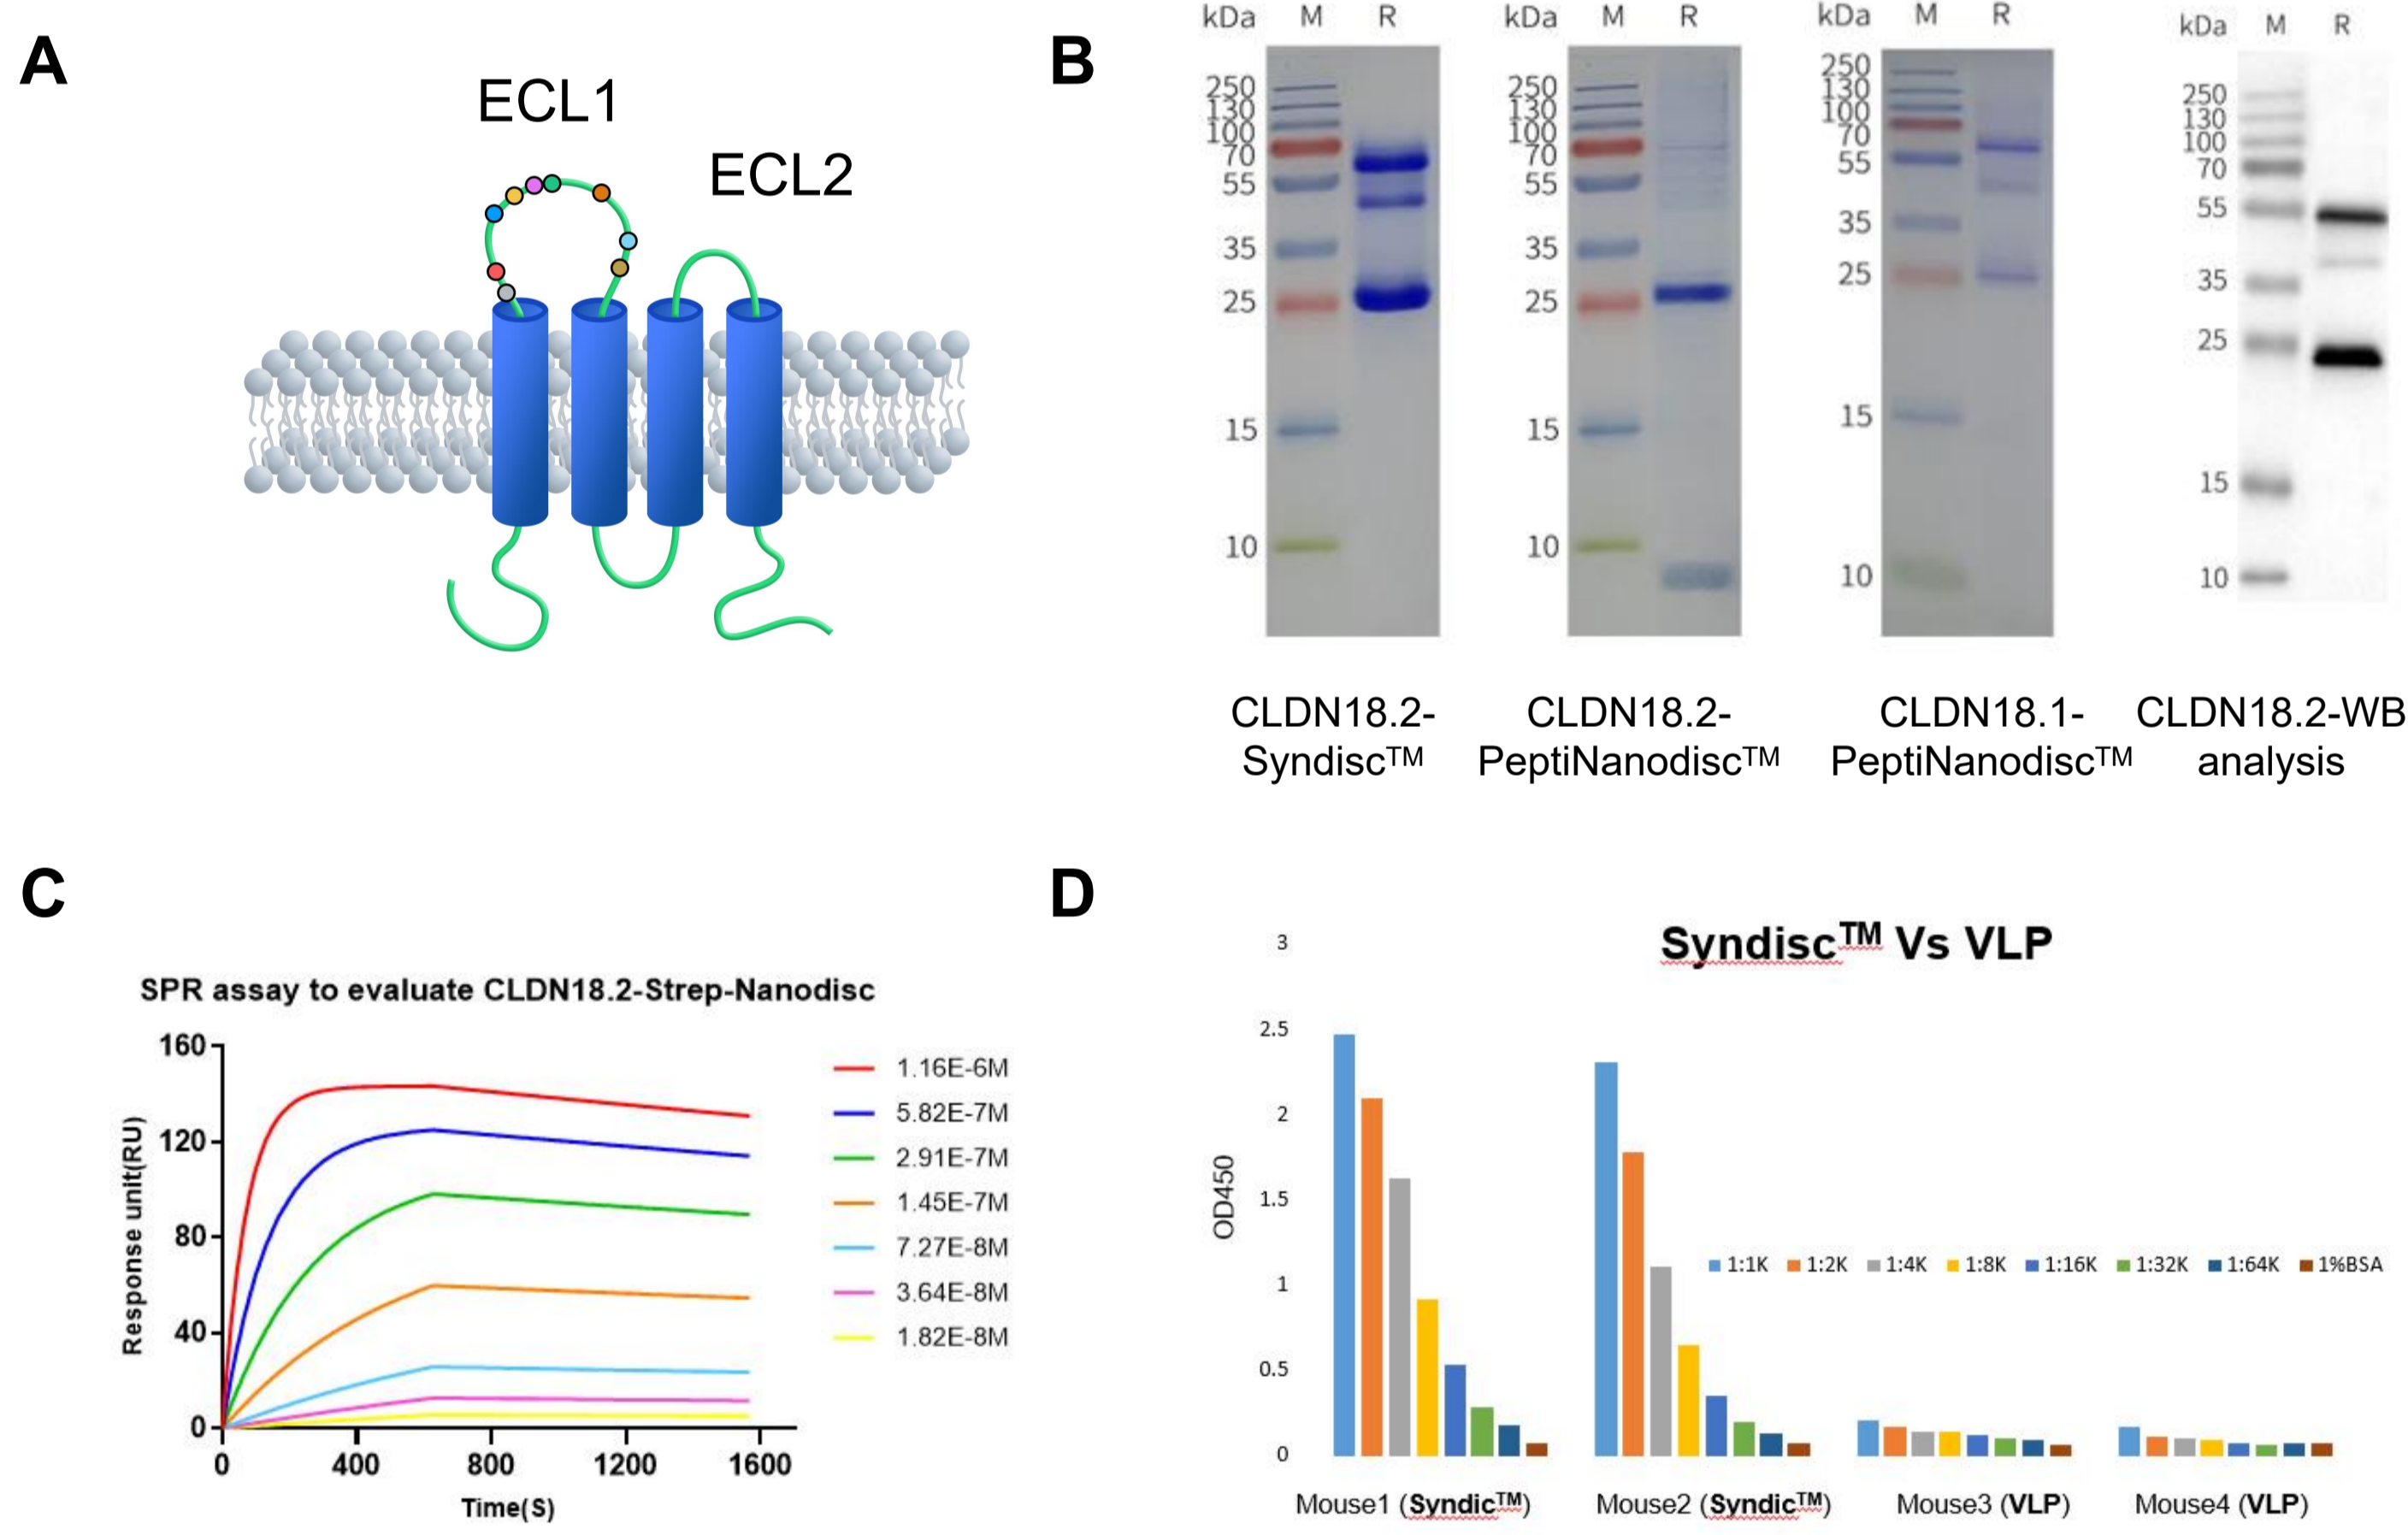 A
ECL1
ECL2
B
kDa M R
250
130
100
70
55
35
25
15
10
CLDN18.2-
Syndisc™
kDa M R
250
130
100
70
55
35
25
15
10
CLDN18.2-
PeptiNanodisc™
kDa M R
250
130
100
70
55
35
25
15
10
CLDN18.1-
PeptiNanodisc™
kDa M R
250
130
100
70
55
35
25
15
10
CLDN18.2-WB
analysis
C
SPR assay to evaluate CLDN18.2-Strep-Nanodisc
Response unit(RU)
160
120
80
40
0
0 400 800 1200 1600
Time(S)
1.16E-6M
5.82E-7M
2.91E-7M
1.45E-7M
7.27E-8M
3.64E-8M
1.82E-8M
D
Syndisc™ Vs VLP
OD450
3
2.5
2
1.5
1
0.5
0
1:1K 1:2K 1:4K 1:8K 1:16K 1:32K 1:64K 1%BSA
Mouse1 (Syndic™) Mouse2 (Syndic™) Mouse3 (VLP) Mouse4 (VLP)